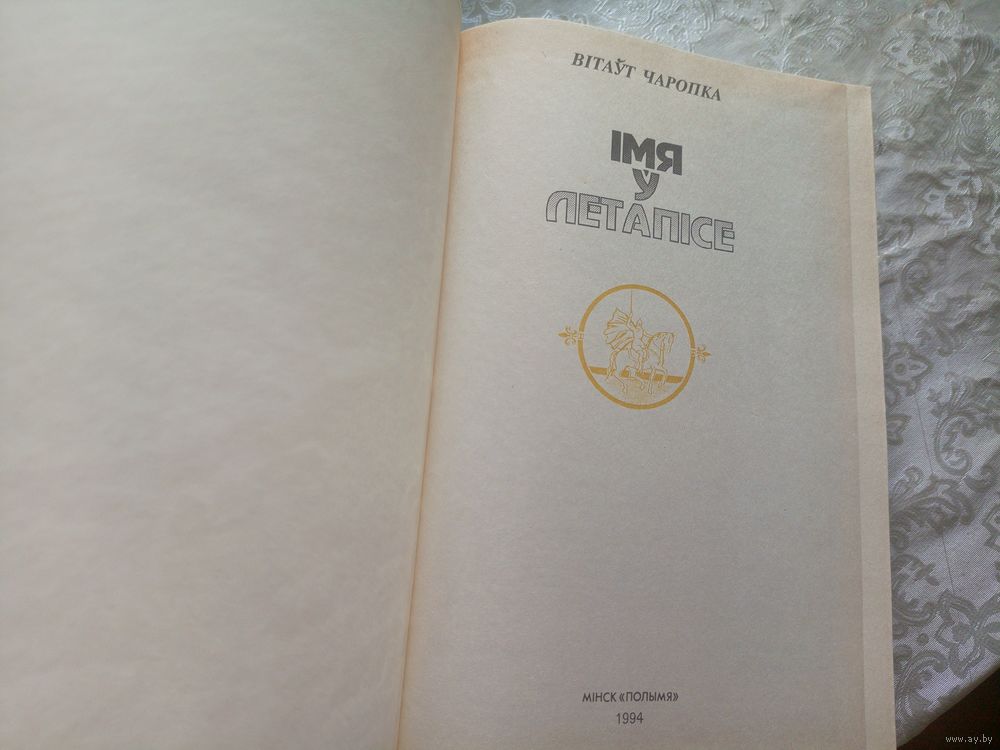 ВІТАЎТ ЧАРОПКА
ІМЯ
Ў
ЛЕТАПІСЕ
МІНСК «ПОЛЫМЯ»
1994
www.ay.by